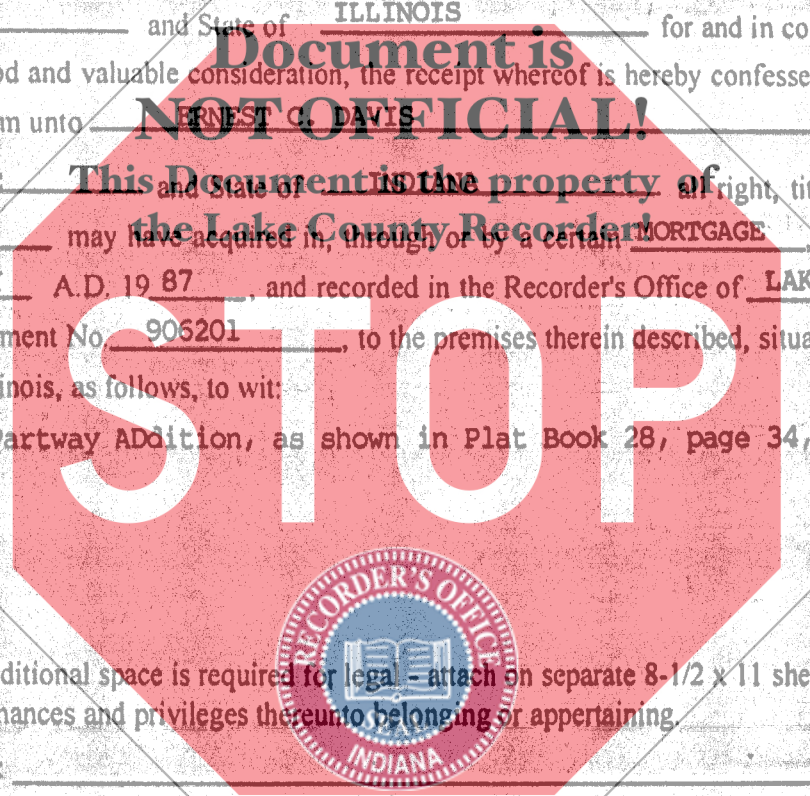 and State of ILLINOIS for and in co
Document is
od and valuable consideration, the receipt whereof is hereby confesse
NOT OFFICIAL!
m unto ERNEST C. DAVIS
This Document is the property of
and State of INDIANA all right, tit
the Lake County Recorder!
may have acquired in, through or by a certain MORTGAGE
A.D. 19 87, and recorded in the Recorder's Office of LAK
ment No. 906201, to the premises therein described, situa
inois, as follows, to wit:
Partway ADdition, as shown in Plat Book 28, page 34,
STOP
RECORDER'S OFFICE
SEAL
INDIANA
ditional space is required for legal - attach on separate 8-1/2 x 11 she
nances and privileges thereunto belonging or appertaining.